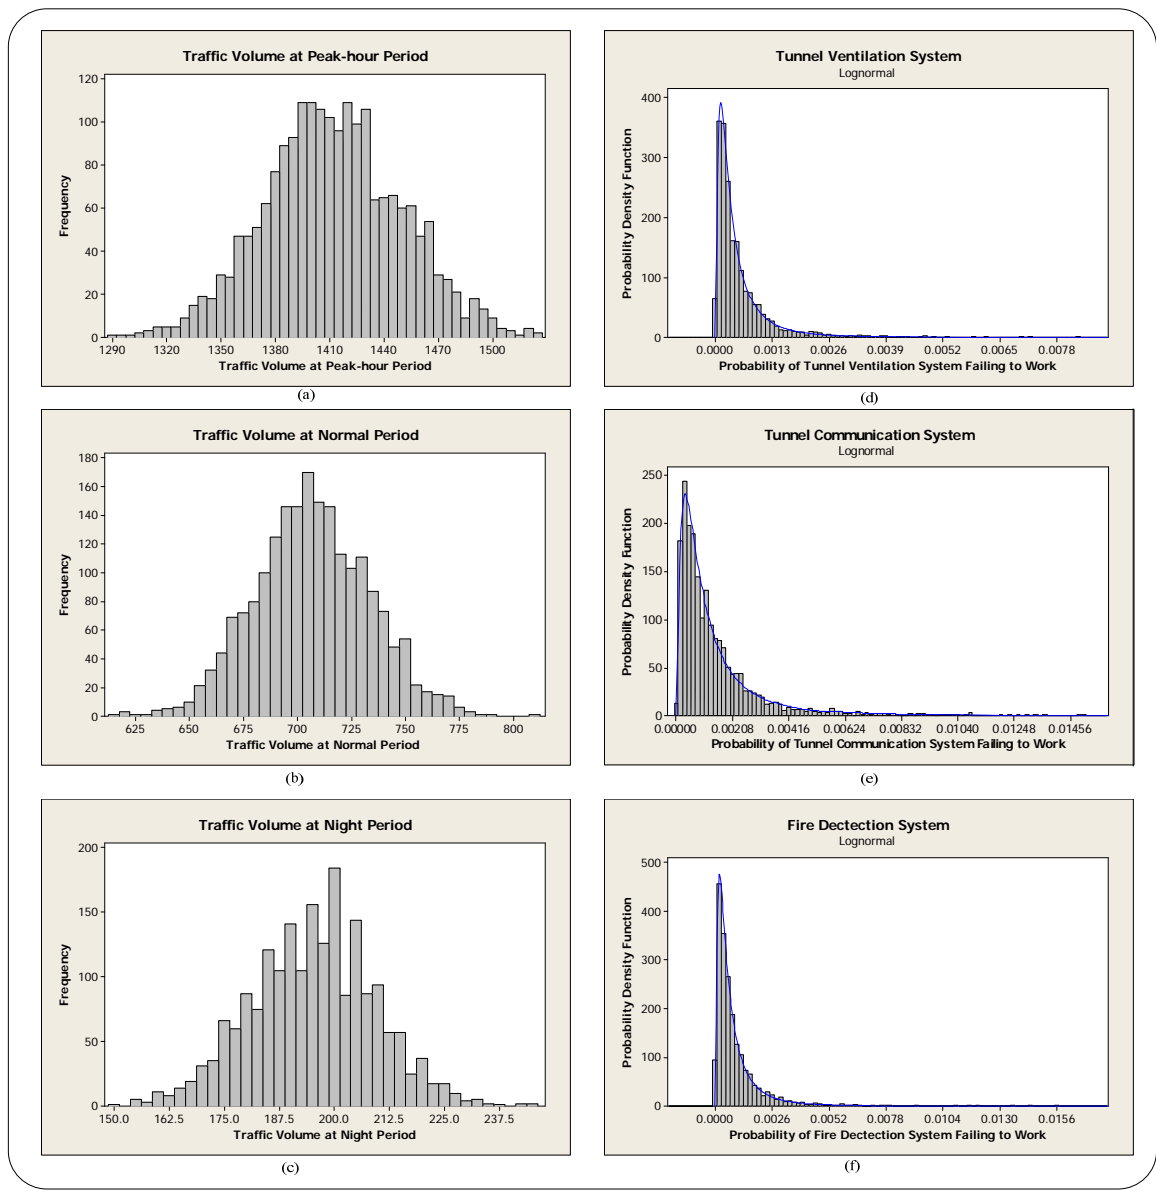 Traffic Volume at Peak-hour Period
Frequency
120
100
80
60
40
20
0
1290 1320 1350 1380 1410 1440 1470 1500
Traffic Volume at Peak-hour Period
(a)
Tunnel Ventilation System
Lognormal
Probability Density Function
400
300
200
100
0
0.0000 0.0013 0.0026 0.0039 0.0052 0.0065 0.0078
Probability of Tunnel Ventilation System Failing to Work
(d)
Traffic Volume at Normal Period
Frequency
180
160
140
120
100
80
60
40
20
0
625 650 675 700 725 750 775 800
Traffic Volume at Normal Period
(b)
Tunnel Communication System
Lognormal
Probability Density Function
250
200
150
100
50
0
0.00000 0.00208 0.00416 0.00624 0.00832 0.01040 0.01248 0.01456
Probability of Tunnel Communication System Failing to Work
(e)
Traffic Volume at Night Period
Frequency
200
150
100
50
0
150.0 162.5 175.0 187.5 200.0 212.5 225.0 237.5
Traffic Volume at Night Period
(c)
Fire Dectection System
Lognormal
Probability Density Function
500
400
300
200
100
0
0.0000 0.0026 0.0052 0.0078 0.0104 0.0130 0.0156
Probability of Fire Dectection System Failing to Work
(f)